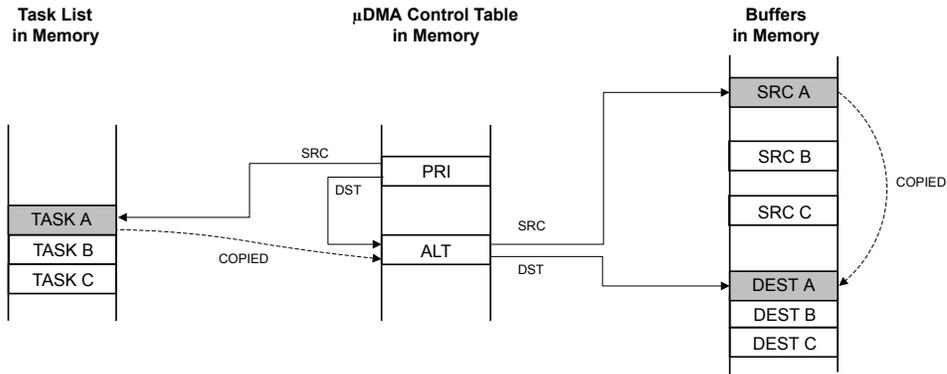 Task List
in Memory
μDMA Control Table
in Memory
Buffers
in Memory
SRC A
SRC
PRI
SRC B
COPIED
DST
SRC C
TASK A
SRC
TASK B
COPIED
ALT
DST
TASK C
DEST A
DEST B
DEST C